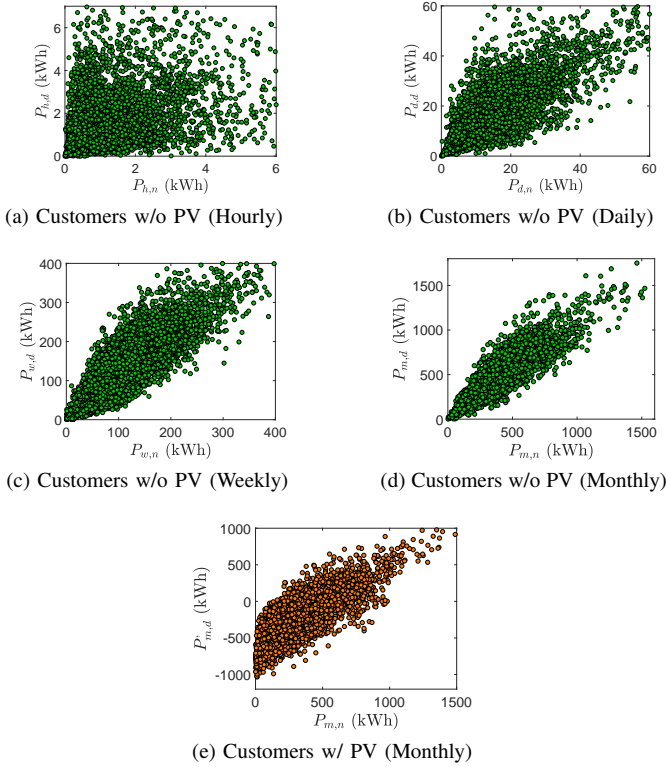 6
4
2
0
P_{h,d} (kWh)
0 2 4 6
P_{h,n} (kWh)
(a) Customers w/o PV (Hourly)
60
40
20
0
P_{d,d} (kWh)
0 20 40 60
P_{d,n} (kWh)
(b) Customers w/o PV (Daily)
400
300
200
100
0
P_{w,d} (kWh)
0 100 200 300 400
P_{w,n} (kWh)
(c) Customers w/o PV (Weekly)
1500
1000
500
0
P_{m,d} (kWh)
0 500 1000 1500
P_{m,n} (kWh)
(d) Customers w/o PV (Monthly)
1000
500
0
-500
-1000
P'_{m,d} (kWh)
0 500 1000 1500
P_{m,n} (kWh)
(e) Customers w/ PV (Monthly)